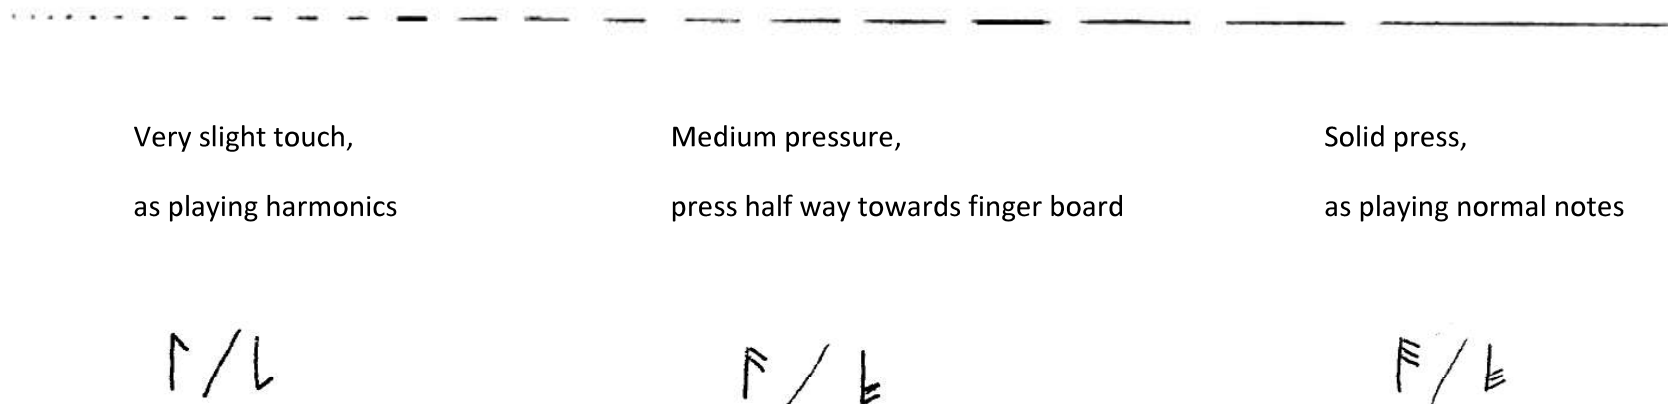 Very slight touch,
as playing harmonics
Medium pressure,
press half way towards finger board
Solid press,
as playing normal notes